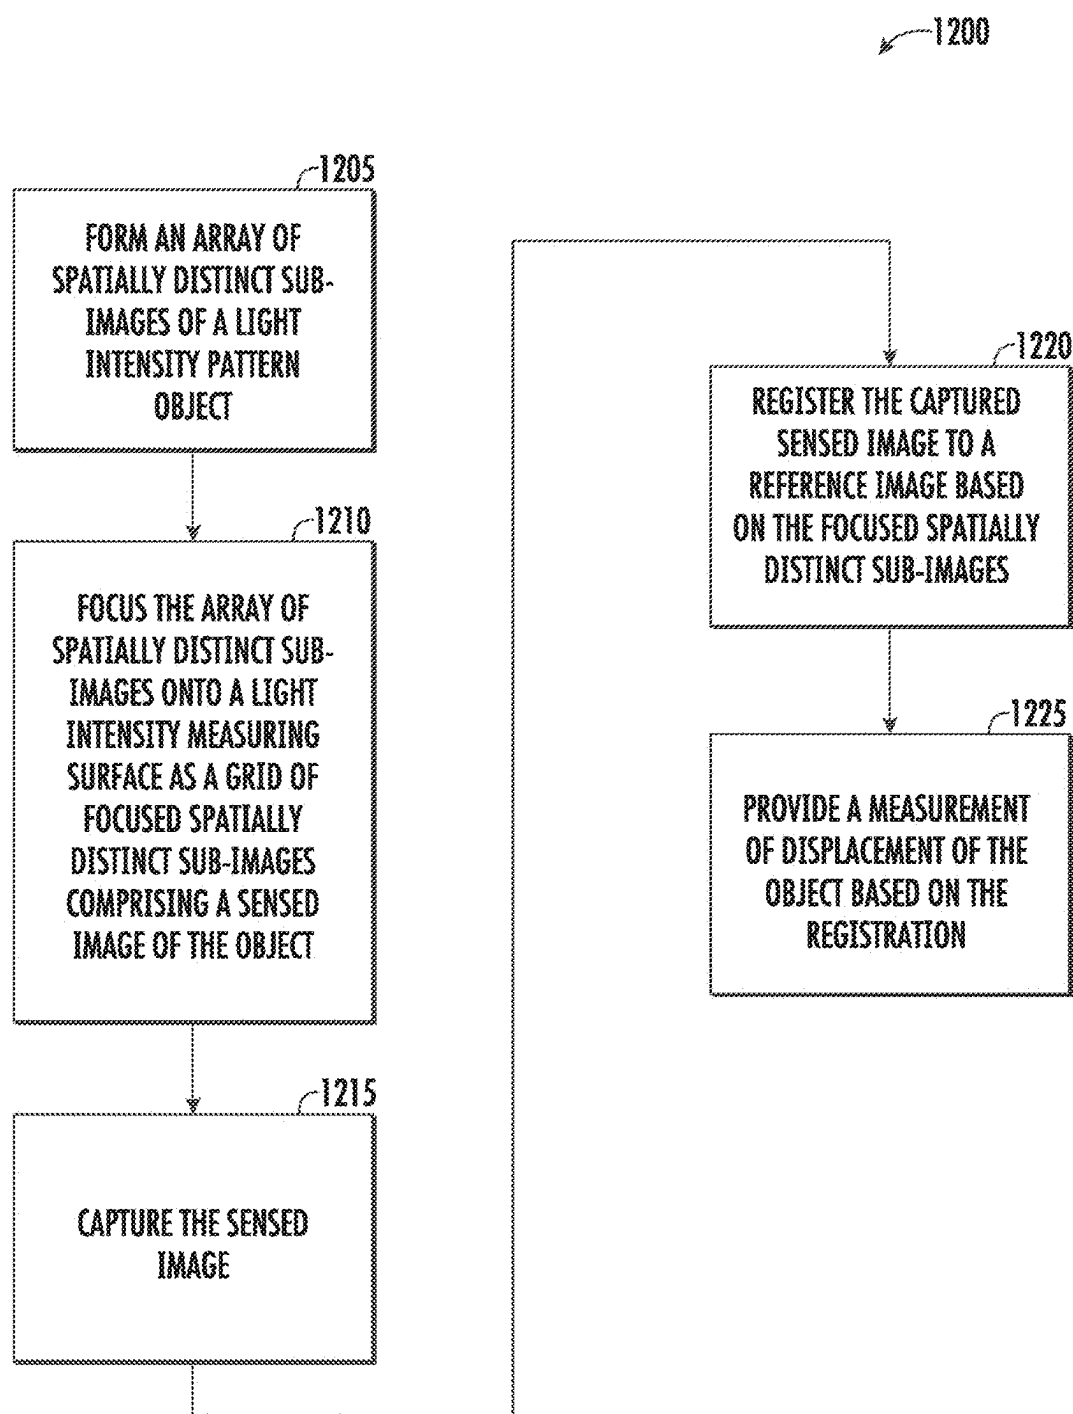 1200
1205
FORM AN ARRAY OF
SPATIALLY DISTINCT SUB-
IMAGES OF A LIGHT
INTENSITY PATTERN
OBJECT
1210
FOCUS THE ARRAY OF
SPATIALLY DISTINCT SUB-
IMAGES ONTO A LIGHT
INTENSITY MEASURING
SURFACE AS A GRID OF
FOCUSED SPATIALLY
DISTINCT SUB-IMAGES
COMPRISING A SENSED
IMAGE OF THE OBJECT
1215
CAPTURE THE SENSED
IMAGE
1220
REGISTER THE CAPTURED
SENSED IMAGE TO A
REFERENCE IMAGE BASED
ON THE FOCUSED SPATIALLY
DISTINCT SUB-IMAGES
1225
PROVIDE A MEASUREMENT
OF DISPLACEMENT OF THE
OBJECT BASED ON THE
REGISTRATION